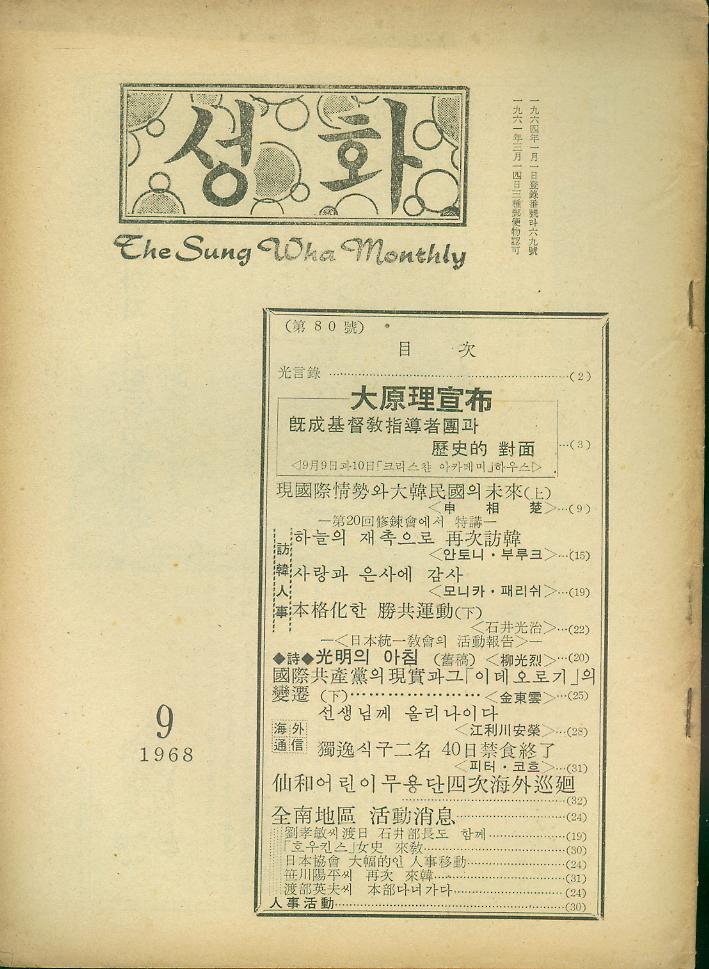 성화
The Sung Wha Monthly
一九六四年一月一日登錄番號라六九號
一九六一年三月一四日三種郵便物認可
(第 8 0 號)
目 次
光言錄 ················(2)
大原理宣布
旣成基督敎指導者團과
歷史的 對面 ···(3)
<9月9日과10日「크리스챤 아카데미」하우스>
現國際情勢와大韓民國의未來(上)
<申 相 楚>···(9)
―第20回修鍊會에서 特講―
訪韓人事
하늘의 재촉으로 再次訪韓
<안토니・부루크>···(15)
사랑과 은사에 감사
<모니카・패리쉬>···(19)
本格化한 勝共運動(下)
<石井光治>···(22)
―<日本統一敎會의 活動報告>―
◆詩◆光明의 아침 (舊稿) <柳光烈>···(20)
國際共產黨의現實과그「이데오로기」의
變遷 (下)················<金東雲>···(25)
선생님께 올리나이다
<江利川安榮>···(28)
海外通信
獨逸식구二名 40日禁食終了
<피터・코흐>···(31)
仙和어린이무용단四次海外巡廻
················(32)
全南地區 活動消息················(24)
劉孝敏씨渡日 石井部長도 함께········(19)
「호우킨스」女史 來敎················(30)
日本協會 大幅的인 人事移動········(24)
笹川陽平씨 再次 來韓················(31)
渡部英夫씨 本部다녀가다········(24)
人事活動················(30)
9
1968